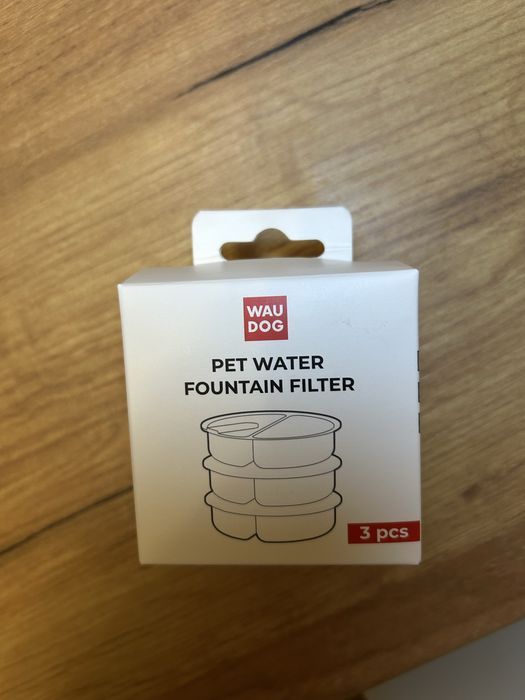 WAU
DOG
PET WATER
FOUNTAIN FILTER
3 pcs